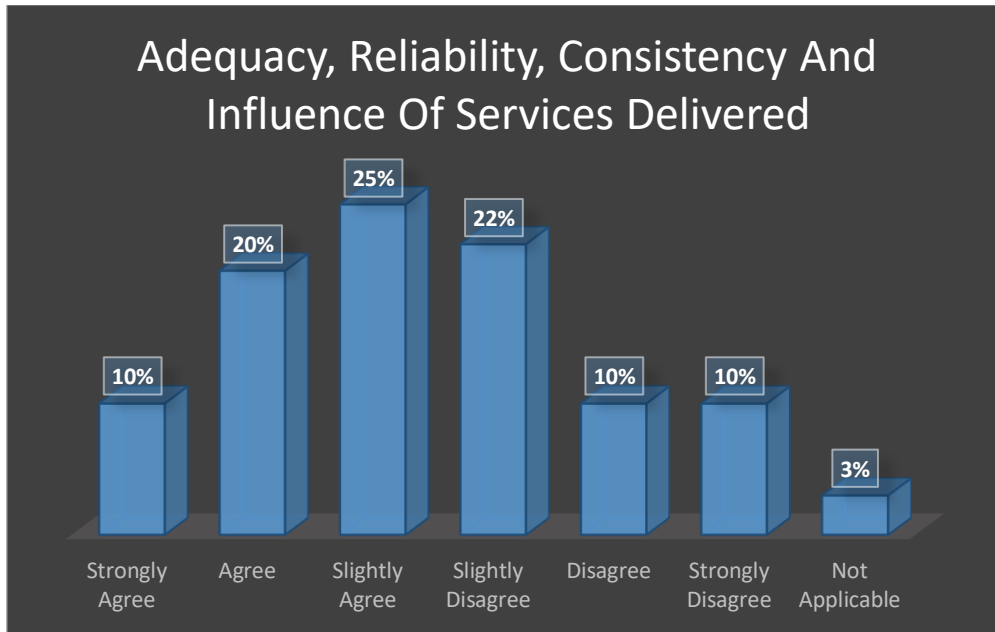 Adequacy, Reliability, Consistency And
Influence Of Services Delivered
10%
20%
25%
22%
10%
10%
3%
Strongly
Agree
Agree
Slightly
Agree
Slightly
Disagree
Disagree
Strongly
Disagree
Not
Applicable